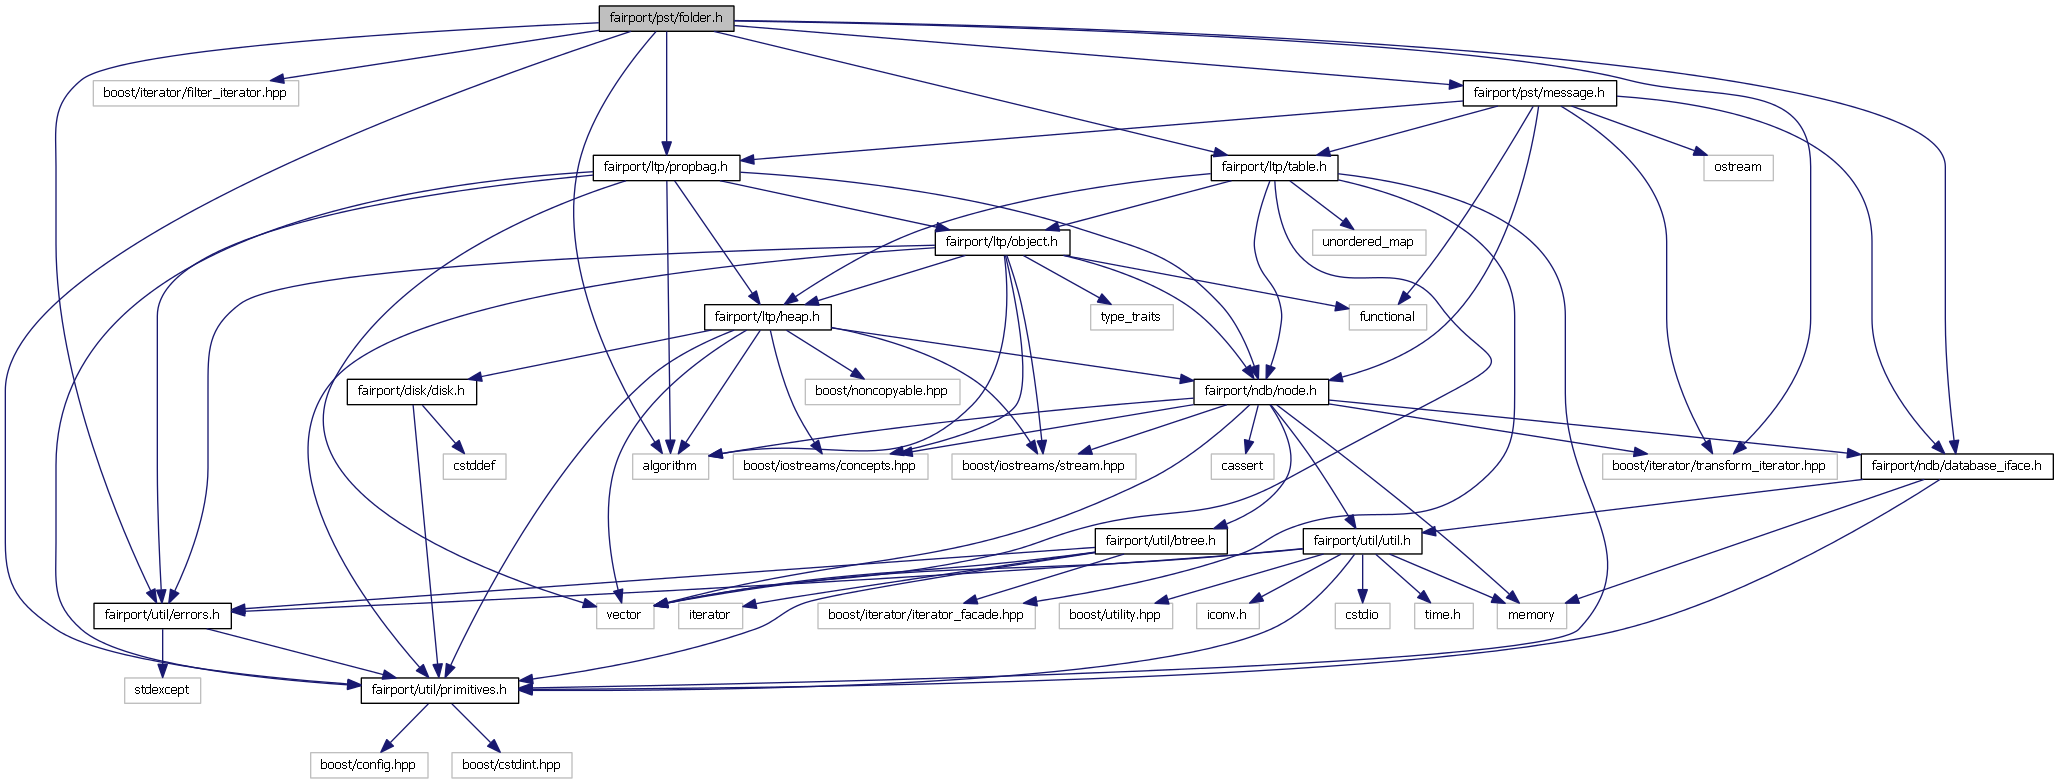 fairport/pst/folder.h
boost/iterator/filter_iterator.hpp
fairport/pst/message.h
fairport/ltp/propbag.h
fairport/ltp/table.h
ostream
fairport/ltp/object.h
unordered_map
fairport/ltp/heap.h
type_traits
functional
fairport/disk/disk.h
boost/noncopyable.hpp
fairport/ndb/node.h
cstddef
algorithm
boost/iostreams/concepts.hpp
boost/iostreams/stream.hpp
cassert
boost/iterator/transform_iterator.hpp
fairport/ndb/database_iface.h
fairport/util/btree.h
fairport/util/util.h
fairport/util/errors.h
vector
iterator
boost/iterator/iterator_facade.hpp
boost/utility.hpp
iconv.h
cstdio
time.h
memory
stdexcept
fairport/util/primitives.h
boost/config.hpp
boost/cstdint.hpp